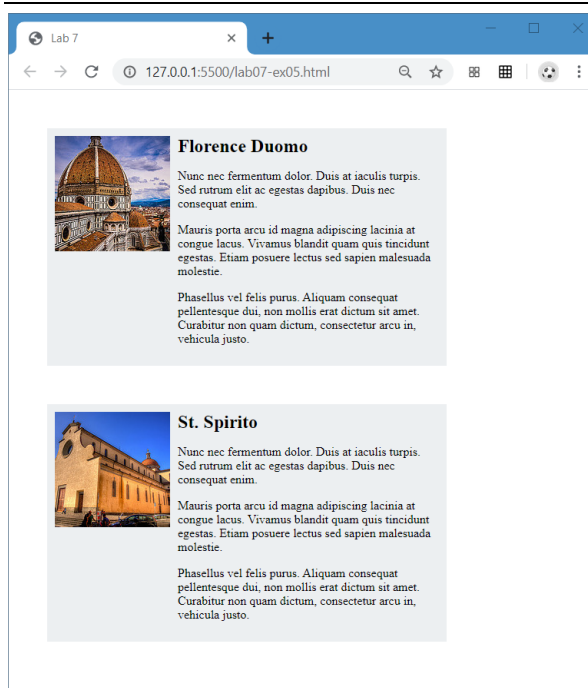 Lab 7
127.0.0.1:5500/lab07-ex05.html
Florence Duomo
Nunc nec fermentum dolor. Duis at iaculis turpis.
Sed rutrum elit ac egestas dapibus. Duis nec
consequat enim.
Mauris porta arcu id magna adipiscing lacinia at
congue lacus. Vivamus blandit quam quis tincidunt
egestas. Etiam posuere lectus sed sapien malesuada
molestie.
Phasellus vel felis purus. Aliquam consequat
pellentesque dui, non mollis erat dictum sit amet.
Curabitur non quam dictum, consectetur arcu in,
vehicula justo.
St. Spirito
Nunc nec fermentum dolor. Duis at iaculis turpis.
Sed rutrum elit ac egestas dapibus. Duis nec
consequat enim.
Mauris porta arcu id magna adipiscing lacinia at
congue lacus. Vivamus blandit quam quis tincidunt
egestas. Etiam posuere lectus sed sapien malesuada
molestie.
Phasellus vel felis purus. Aliquam consequat
pellentesque dui, non mollis erat dictum sit amet.
Curabitur non quam dictum, consectetur arcu in,
vehicula justo.